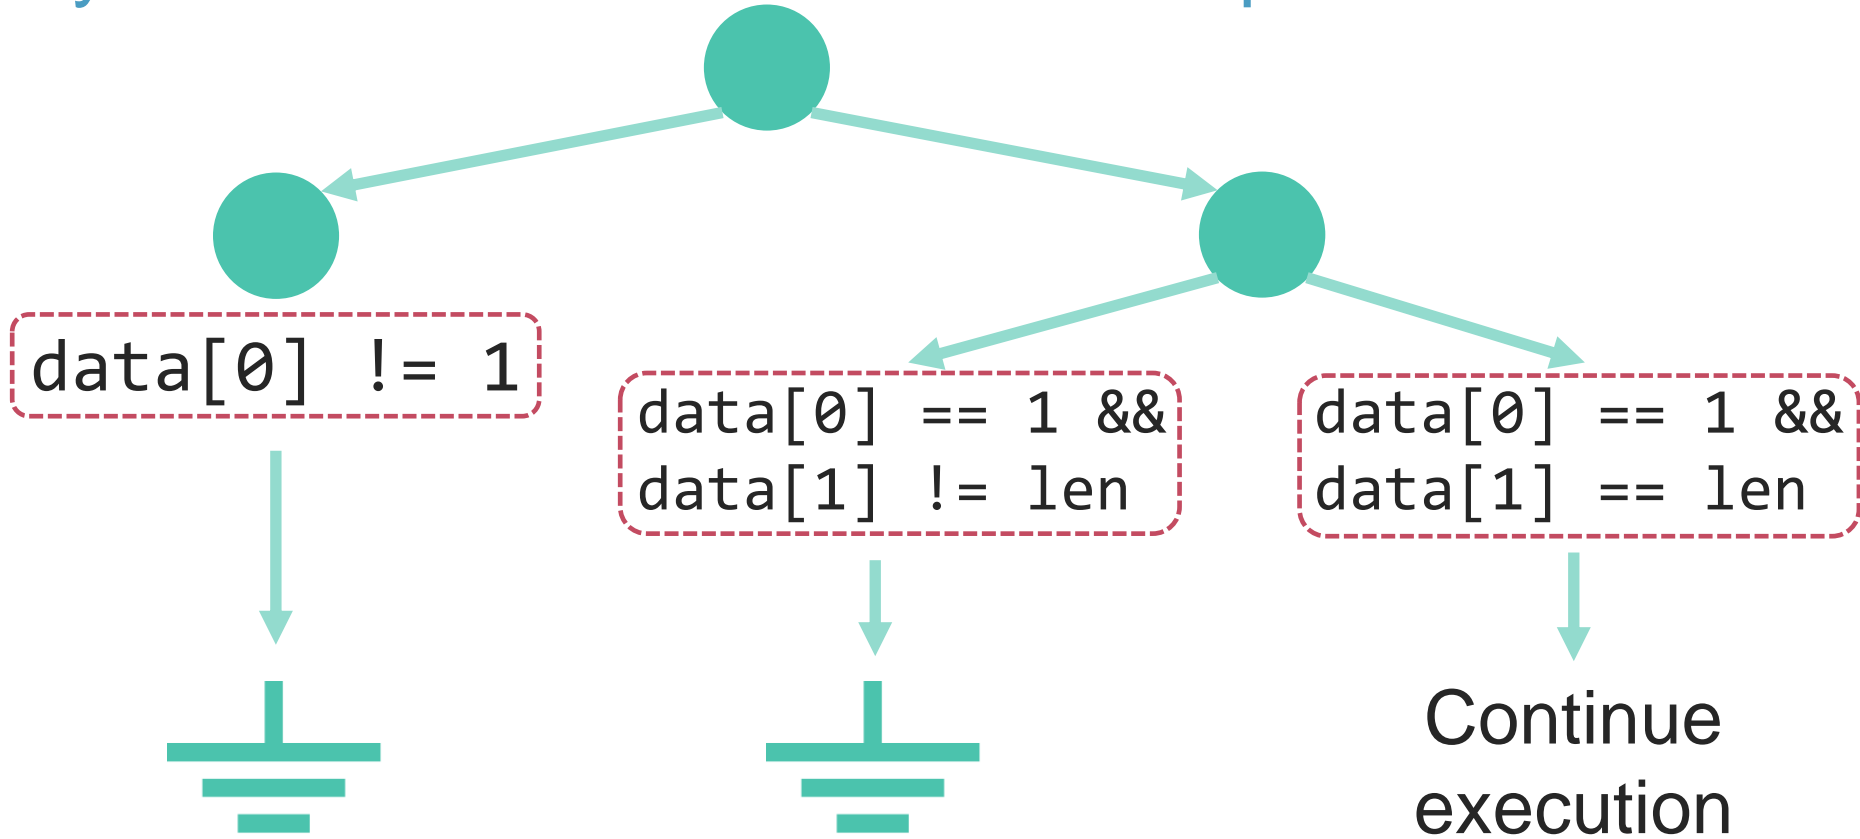 data[0] != 1
data[0] == 1 &&
data[1] != len
data[0] == 1 &&
data[1] == len
Continue
execution